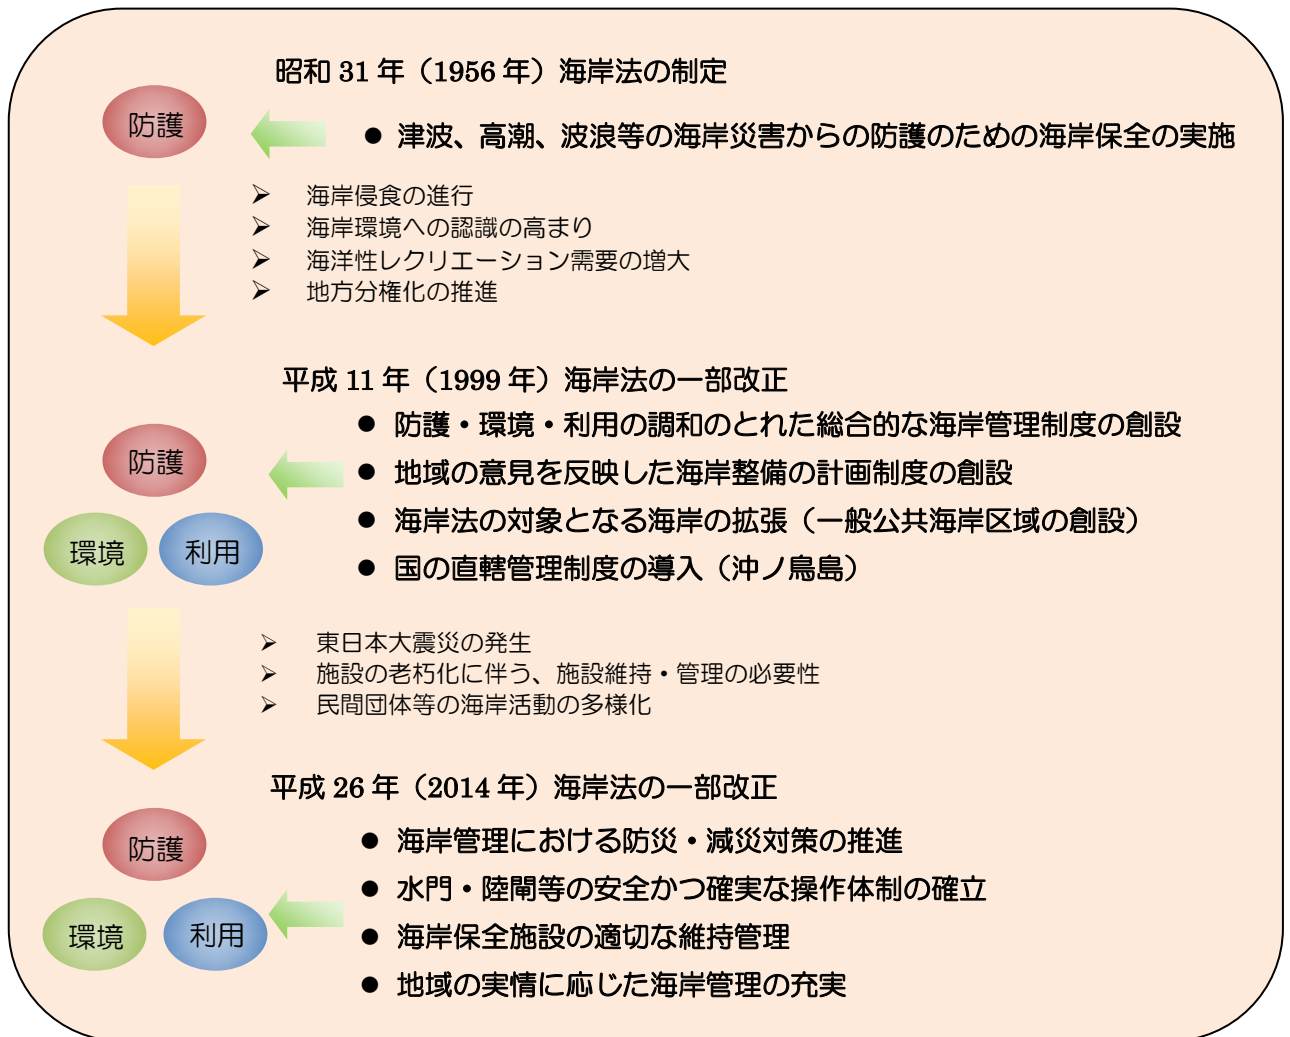 昭和 31 年（1956 年）海岸法の制定
防護
● 津波、高潮、波浪等の海岸災害からの防護のための海岸保全の実施
➢ 海岸侵食の進行
➢ 海岸環境への認識の高まり
➢ 海洋性レクリエーション需要の増大
➢ 地方分権化の推進
平成 11 年（1999 年）海岸法の一部改正
● 防護・環境・利用の調和のとれた総合的な海岸管理制度の創設
防護
● 地域の意見を反映した海岸整備の計画制度の創設
● 海岸法の対象となる海岸の拡張（一般公共海岸区域の創設）
環境
利用
● 国の直轄管理制度の導入（沖ノ鳥島）
➢ 東日本大震災の発生
➢ 施設の老朽化に伴う、施設維持・管理の必要性
➢ 民間団体等の海岸活動の多様化
平成 26 年（2014 年）海岸法の一部改正
防護
● 海岸管理における防災・減災対策の推進
● 水門・陸閘等の安全かつ確実な操作体制の確立
環境
利用
● 海岸保全施設の適切な維持管理
● 地域の実情に応じた海岸管理の充実